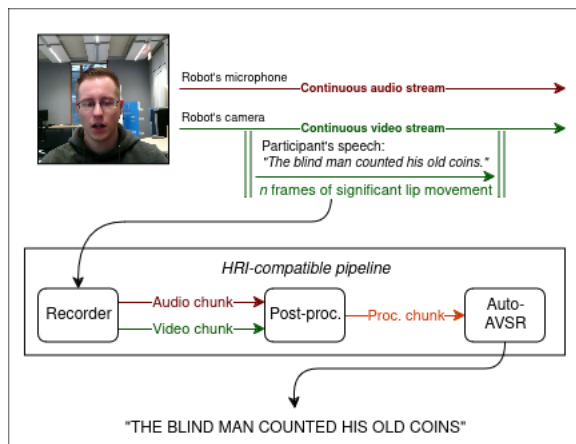 Robot's microphone
Continuous audio stream
Robot's camera
Continuous video stream
Participant's speech:
"The blind man counted his old coins."
n frames of significant lip movement
HRI-compatible pipeline
Recorder
Audio chunk
Video chunk
Post-proc.
Proc. chunk
Auto-
AVSR
"THE BLIND MAN COUNTED HIS OLD COINS"